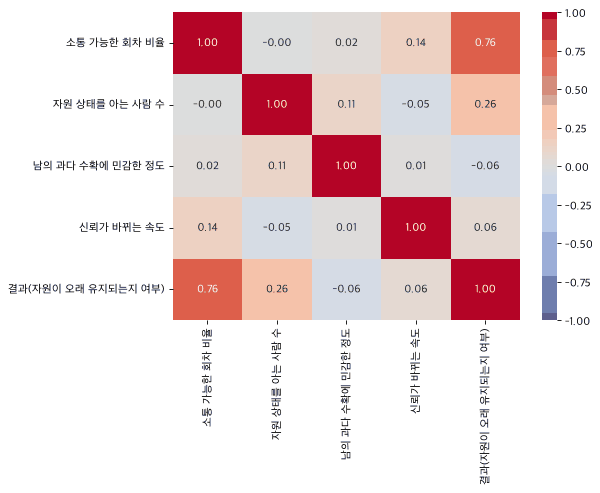 소통 가능한 회차 비율
1.00 -0.00 0.02 0.14 0.76
자원 상태를 아는 사람 수
-0.00 1.00 0.11 -0.05 0.26
남의 과다 수확에 민감한 정도
0.02 0.11 1.00 0.01 -0.06
신뢰가 바뀌는 속도
0.14 -0.05 0.01 1.00 0.06
결과(자원이 오래 유지되는지 여부)
0.76 0.26 -0.06 0.06 1.00
소통 가능한 회차 비율
자원 상태를 아는 사람 수
남의 과다 수확에 민감한 정도
신뢰가 바뀌는 속도
결과(자원이 오래 유지되는지 여부)
1.00
0.75
0.50
0.25
0.00
-0.25
-0.50
-0.75
-1.00